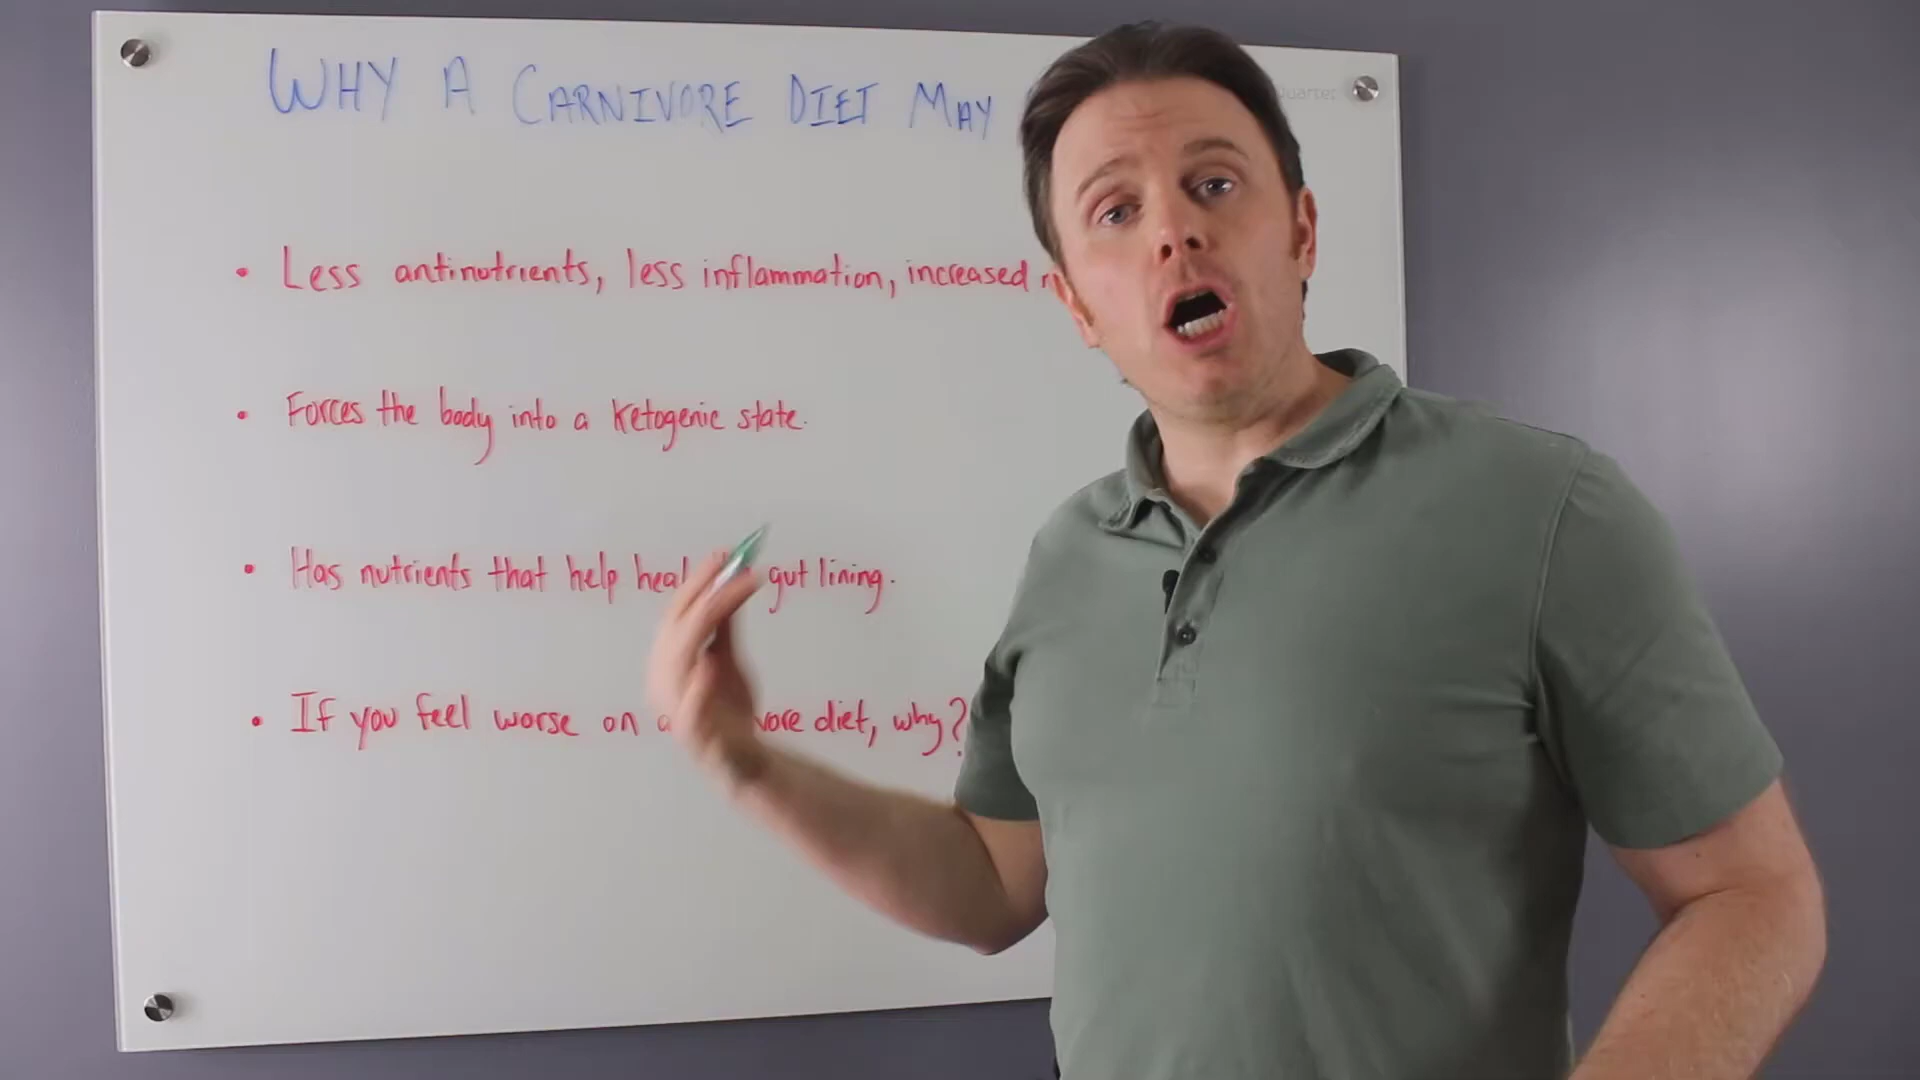 WHY A CARNIVORE DIET MAY
Quartet
• Less antinutrients, less inflammation, increased
• Forces the body into a ketogenic state.
• Has nutrients that help heal gut lining.
• If you feel worse on a vore diet, why?